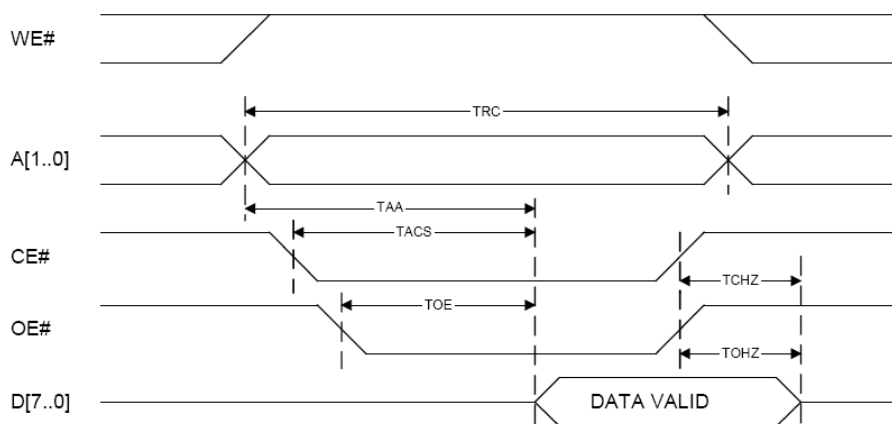 WE#
TRC
A[1..0]
TAA
TACS
CE#
TCHZ
TOE
OE#
TOHZ
D[7..0]
DATA VALID